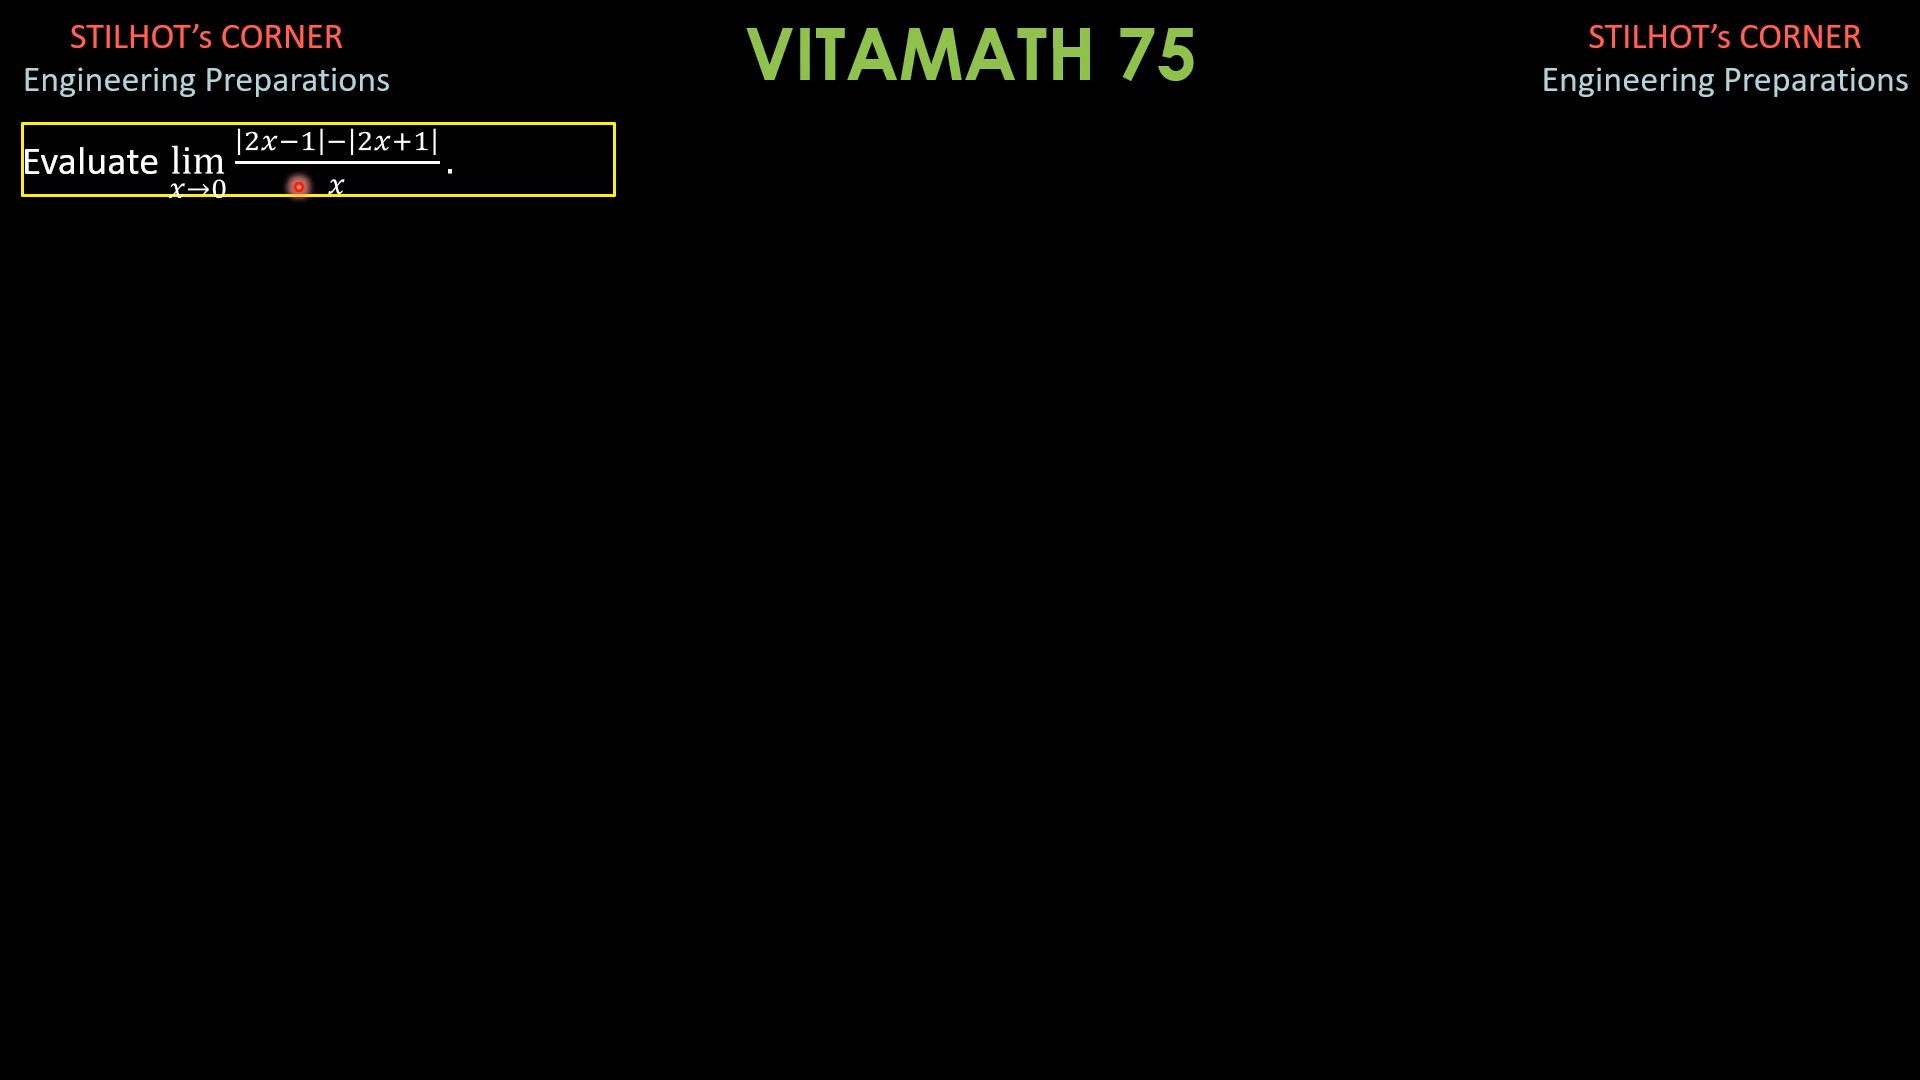 STILHOT’s CORNER
Engineering Preparations
VITAMATH 75
STILHOT’s CORNER
Engineering Preparations
Evaluate lim x→0 |2x−1|−|2x+1| / x .